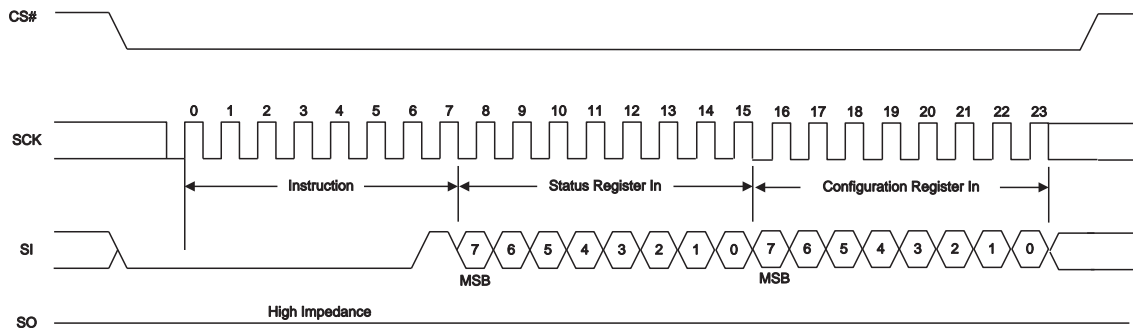 CS#
0 1 2 3 4 5 6 7 8 9 10 11 12 13 14 15 16 17 18 19 20 21 22 23
SCK
Instruction Status Register In Configuration Register In
SI 7 6 5 4 3 2 1 0 7 6 5 4 3 2 1 0
MSB MSB
High Impedance
SO